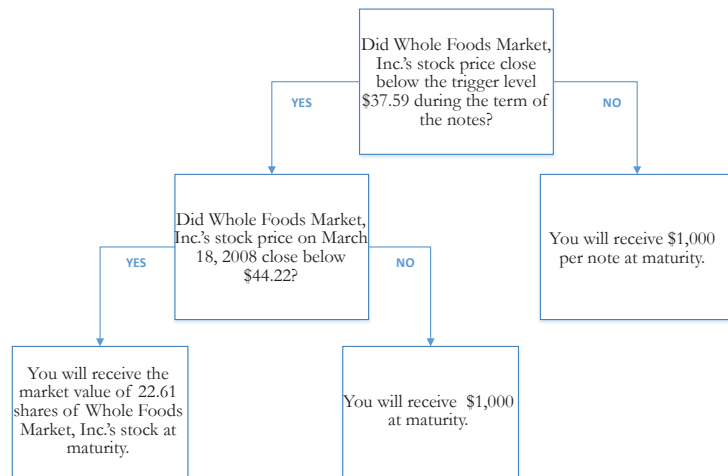 Did Whole Foods Market,
Inc.'s stock price close
below the trigger level
$37.59 during the term of
the notes?
YES
NO
Did Whole Foods Market,
Inc.'s stock price on March
18, 2008 close below
$44.22?
You will receive $1,000
per note at maturity.
YES
NO
You will receive the
market value of 22.61
shares of Whole Foods
Market, Inc.'s stock at
maturity.
You will receive $1,000
at maturity.